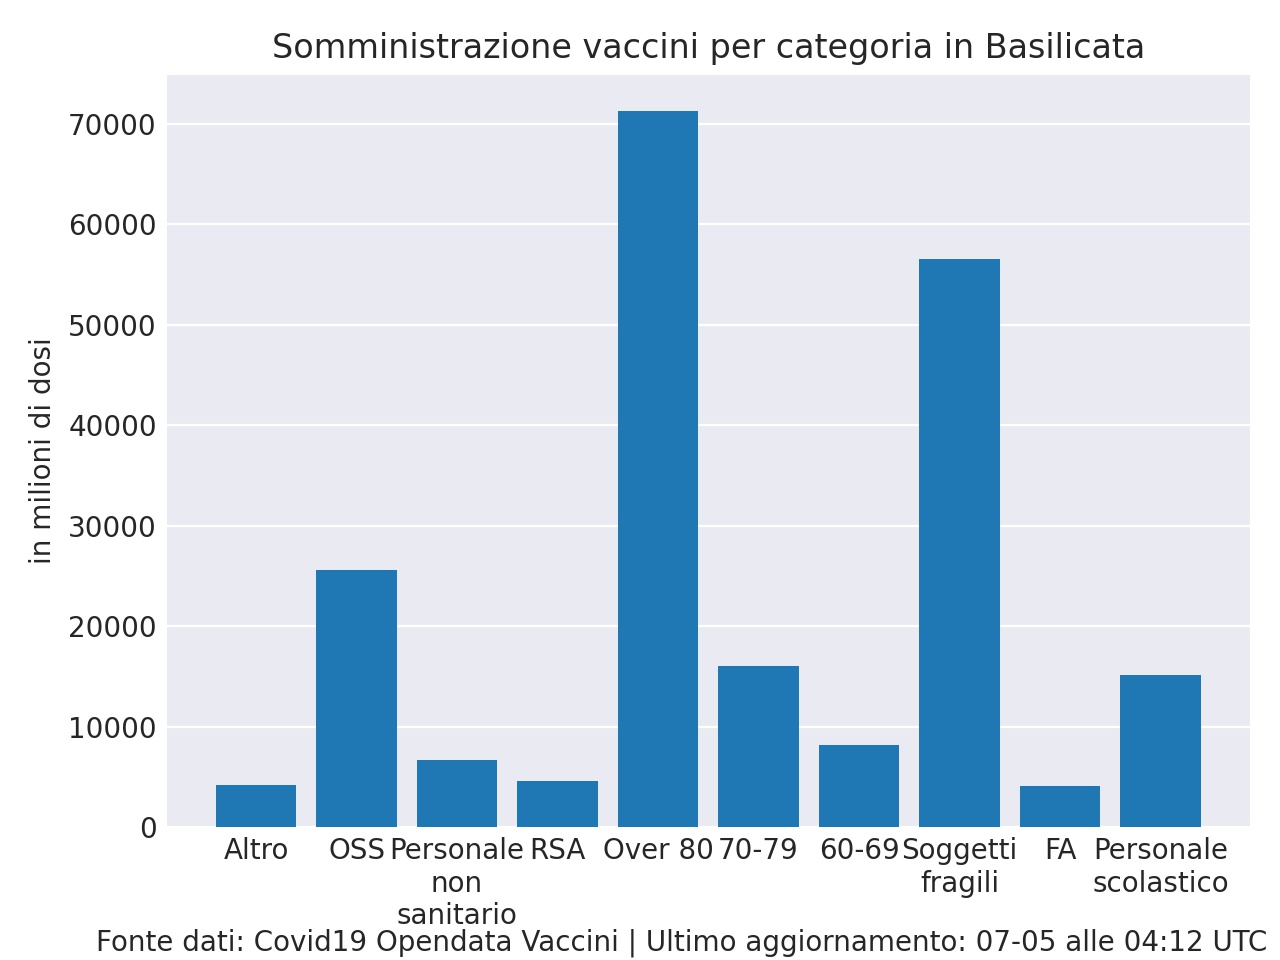 Somministrazione vaccini per categoria in Basilicata
in milioni di dosi
70000
60000
50000
40000
30000
20000
10000
0
Altro
OSS
Personale
non
sanitario
RSA
Over 80
70-79
60-69
Soggetti
fragili
FA
Personale
scolastico
Fonte dati: Covid19 Opendata Vaccini | Ultimo aggiornamento: 07-05 alle 04:12 UTC